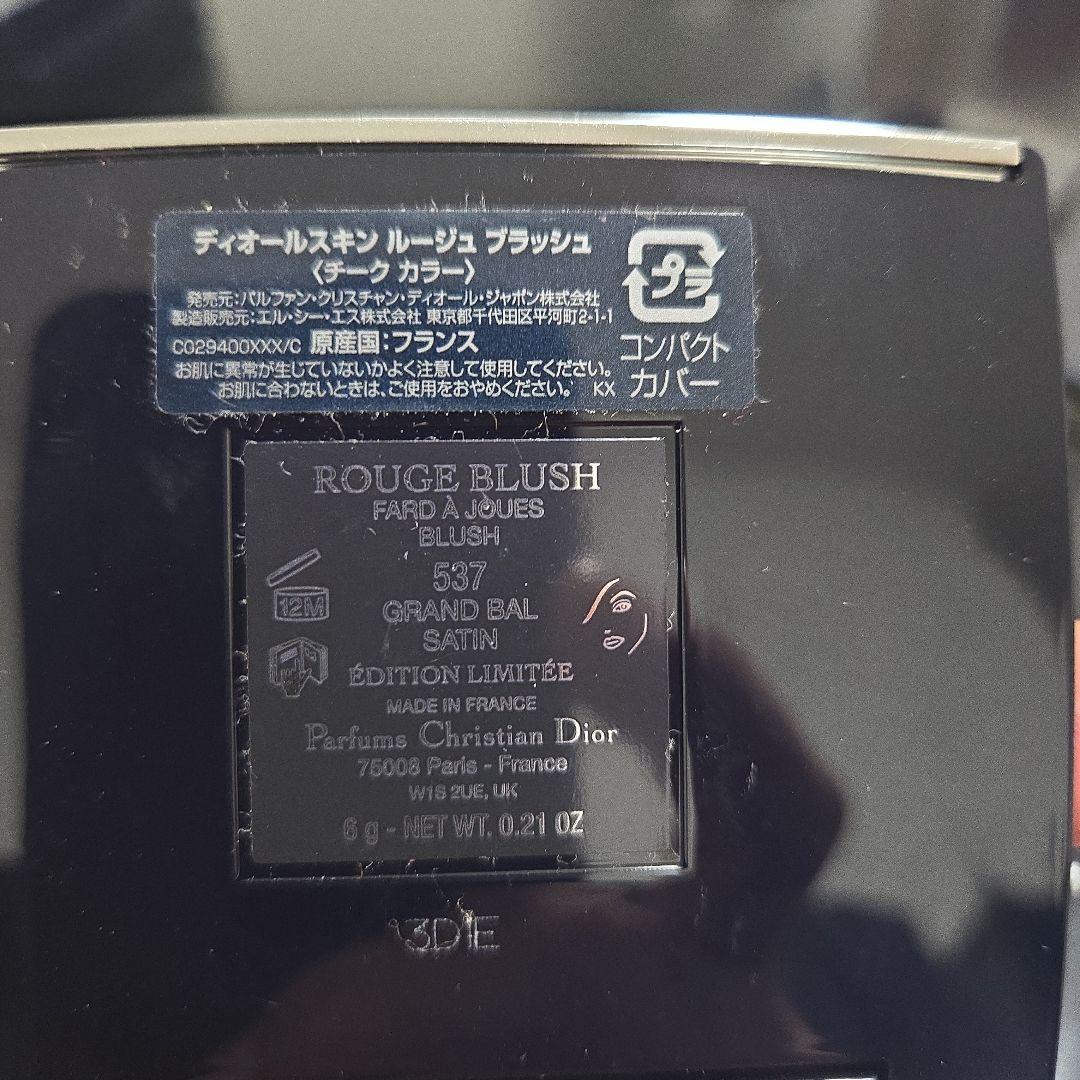 ディオールスキン ルージュ ブラッシュ
〈チーク カラー〉
発売元:パルファン・クリスチャン・ディオール・ジャポン株式会社
製造販売元:エル・シー・エス株式会社 東京都千代田区平河町2-1-1
C029400XXX/C 原産国:フランス
お肌に異常が生じていないかよく注意して使用してください。
お肌に合わないときは、ご使用をおやめください。 KX
プラ
コンパクト
カバー
ROUGE BLUSH
FARD À JOUES
BLUSH
537
12M
GRAND BAL
SATIN
ÉDITION LIMITÉE
MADE IN FRANCE
Parfums Christian Dior
75008 Paris - France
W1S 2UE, UK
6 g - NET WT. 0.21 OZ